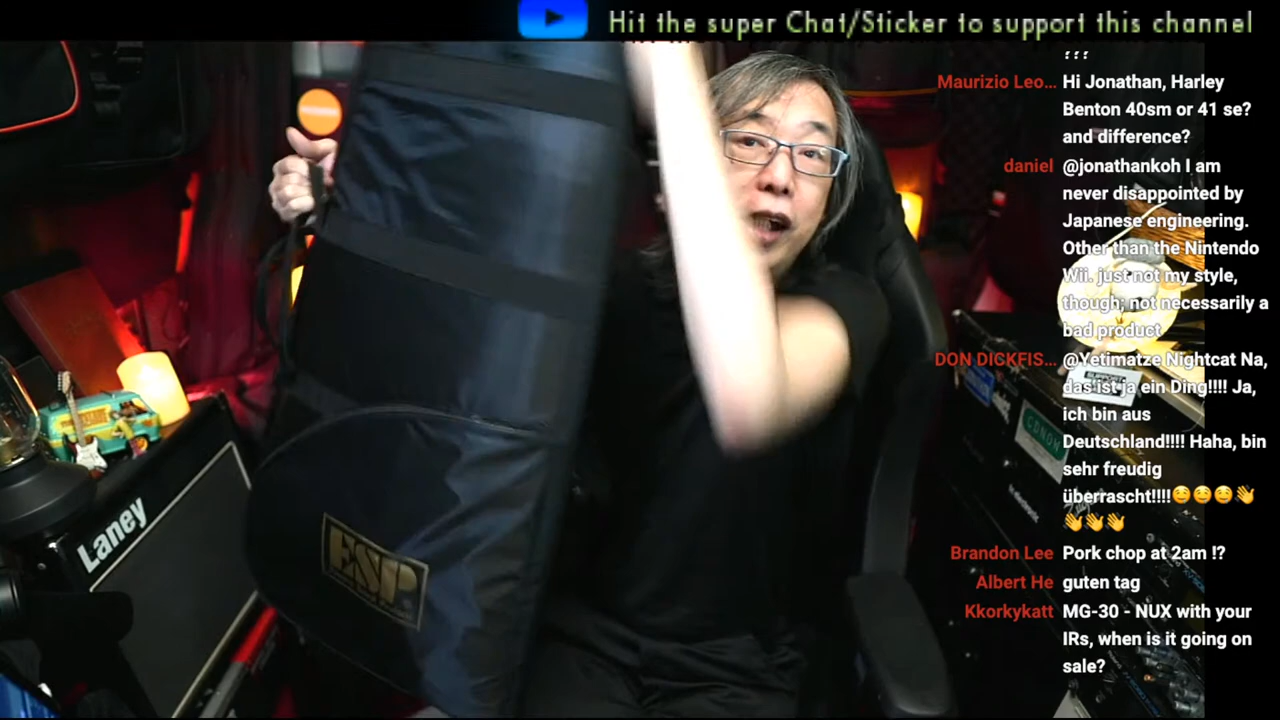 Hit the super Chat/Sticker to support this channel
Maurizio Leo... Hi Jonathan, Harley
Benton 40sm or 41 se?
and difference?
daniel @jonathankoh I am
never disappointed by
Japanese engineering.
Other than the Nintendo
Wii. just not my style,
though; not necessarily a
bad product
DON DICKFIS... @Yetimatze Nightcat Na,
das ist ja ein Ding!!!! Ja,
ich bin aus
Deutschland!!!! Haha, bin
sehr freudig
überrascht!!!!😊😊😊👋
👋👋👋
Brandon Lee Pork chop at 2am !?
Albert He guten tag
Kkorkykatt MG-30 - NUX with your
IRs, when is it going on
sale?
Laney
ESP